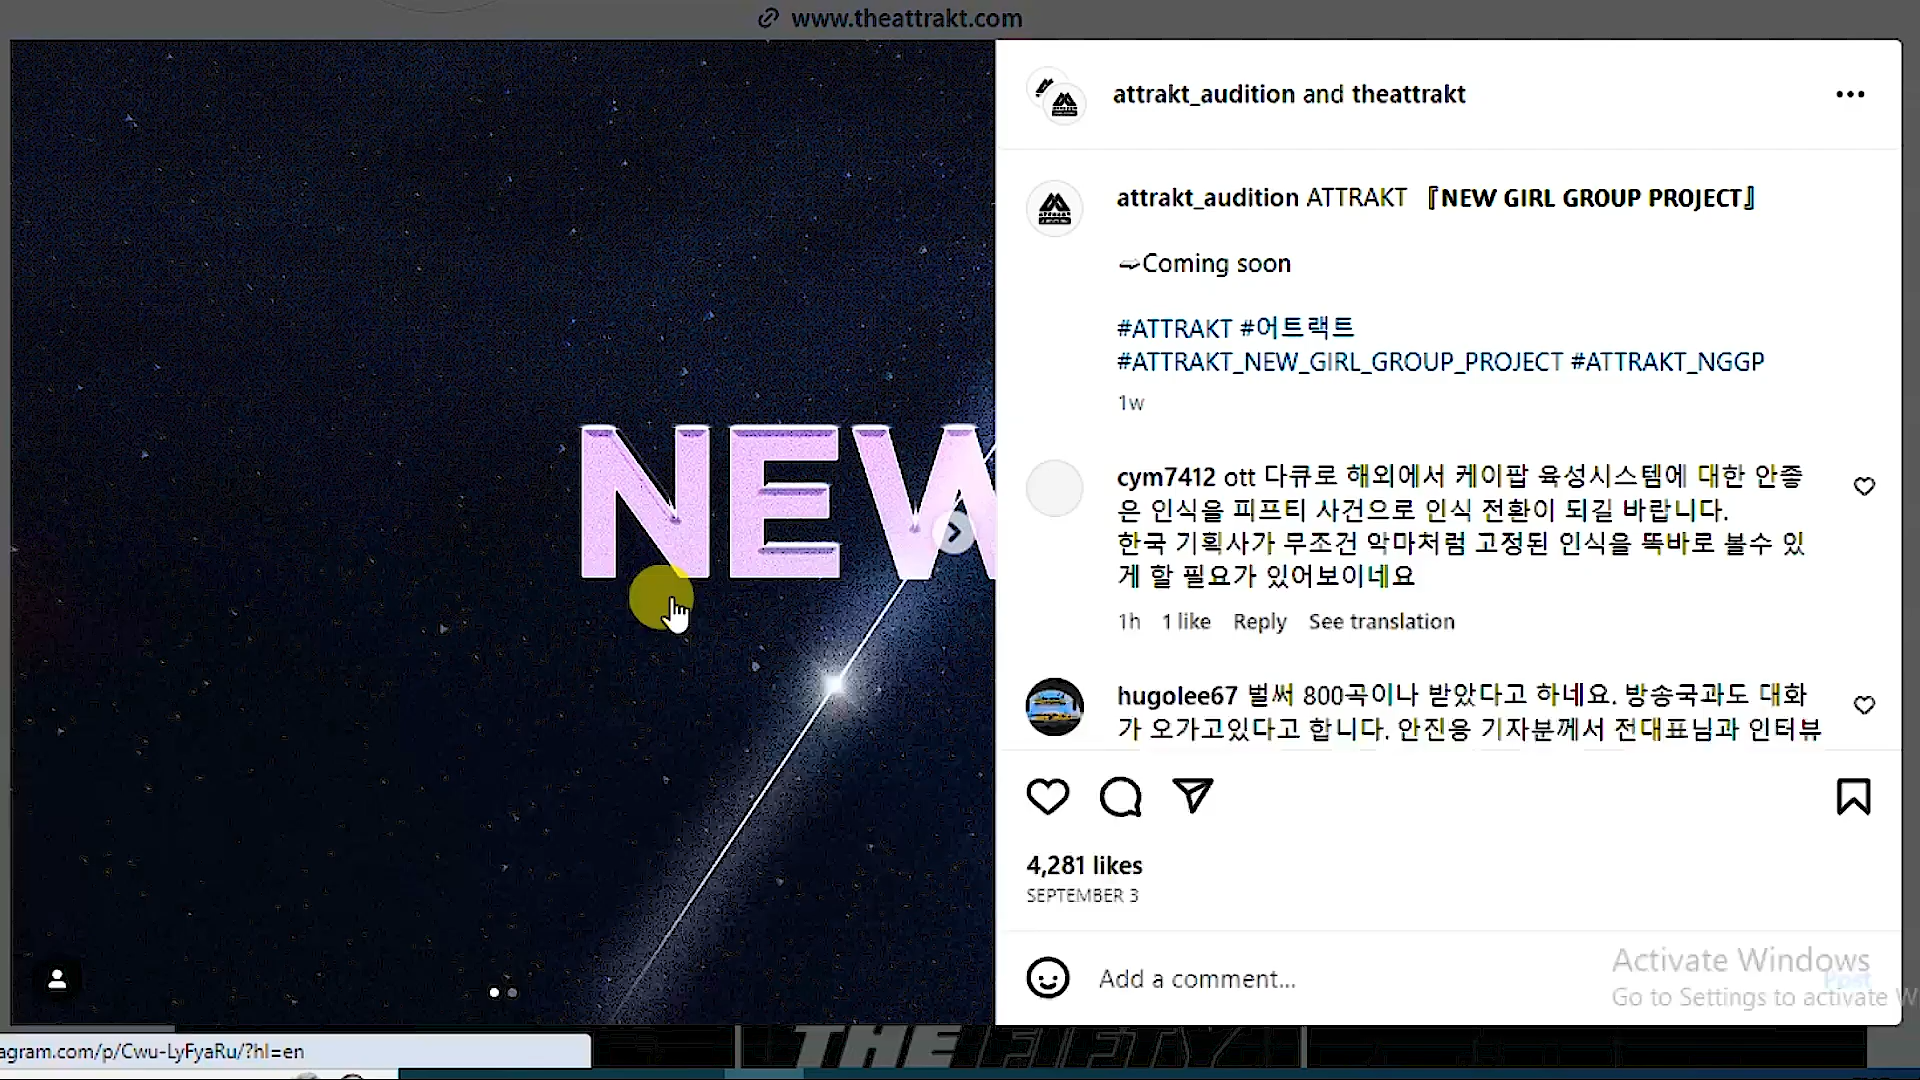 www.theattrakt.com
attrakt_audition and theattrakt
attrakt_audition ATTRAKT 『NEW GIRL GROUP PROJECT』
➫Coming soon
#ATTRAKT #어트랙트
#ATTRAKT_NEW_GIRL_GROUP_PROJECT #ATTRAKT_NGGP
1w
NEW
cym7412 ott 다큐로 해외에서 케이팝 육성시스템에 대한 안좋
은 인식을 피프티 사건으로 인식 전환이 되길 바랍니다.
한국 기획사가 무조건 악마처럼 고정된 인식을 똑바로 볼수 있
게 할 필요가 있어보이네요
1h 1 like Reply See translation
hugolee67 벌써 800곡이나 받았다고 하네요. 방송국과도 대화
가 오가고있다고 합니다. 안진용 기자분께서 전대표님과 인터뷰
4,281 likes
SEPTEMBER 3
Add a comment...
Post
Activate Windows
Go to Settings to activate W
agram.com/p/Cwu-LyFyaRu/?hl=en
THE FIFTY